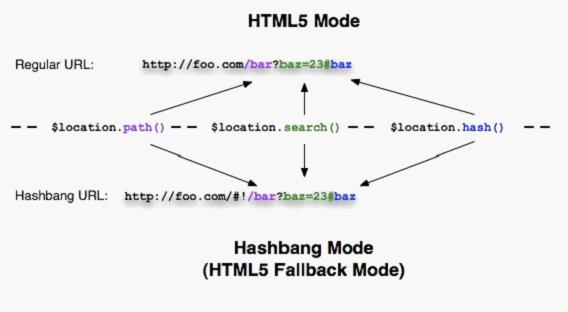 HTML5 Mode
Regular URL: http://foo.com/bar?baz=23#baz
$location.path() $location.search() $location.hash()
Hashbang URL: http://foo.com/#!/bar?baz=23#baz
Hashbang Mode
(HTML5 Fallback Mode)